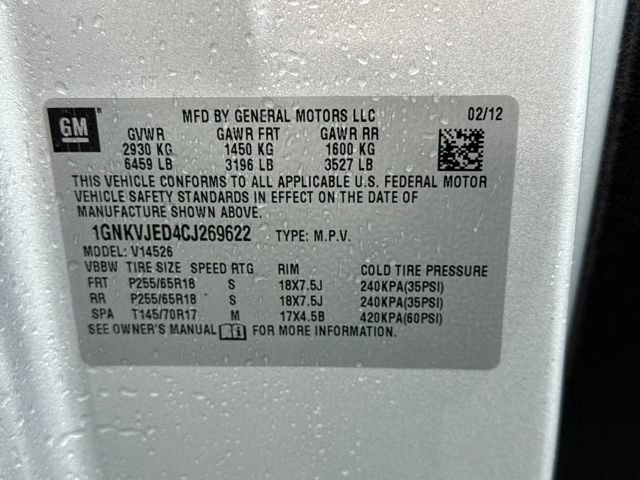 GM
MFD BY GENERAL MOTORS LLC 02/12
GVWR GAWR FRT GAWR RR
2930 KG 1450 KG 1600 KG
6459 LB 3196 LB 3527 LB
THIS VEHICLE CONFORMS TO ALL APPLICABLE U.S. FEDERAL MOTOR
VEHICLE SAFETY STANDARDS IN EFFECT ON THE DATE OF
MANUFACTURE SHOWN ABOVE.
1GNKVJED4CJ269622 TYPE: M.P.V.
MODEL: V14526
VBBW TIRE SIZE SPEED RTG RIM COLD TIRE PRESSURE
FRT P255/65R18 S 18X7.5J 240KPA(35PSI)
RR P255/65R18 S 18X7.5J 240KPA(35PSI)
SPA T145/70R17 M 17X4.5B 420KPA(60PSI)
SEE OWNER'S MANUAL FOR MORE INFORMATION.